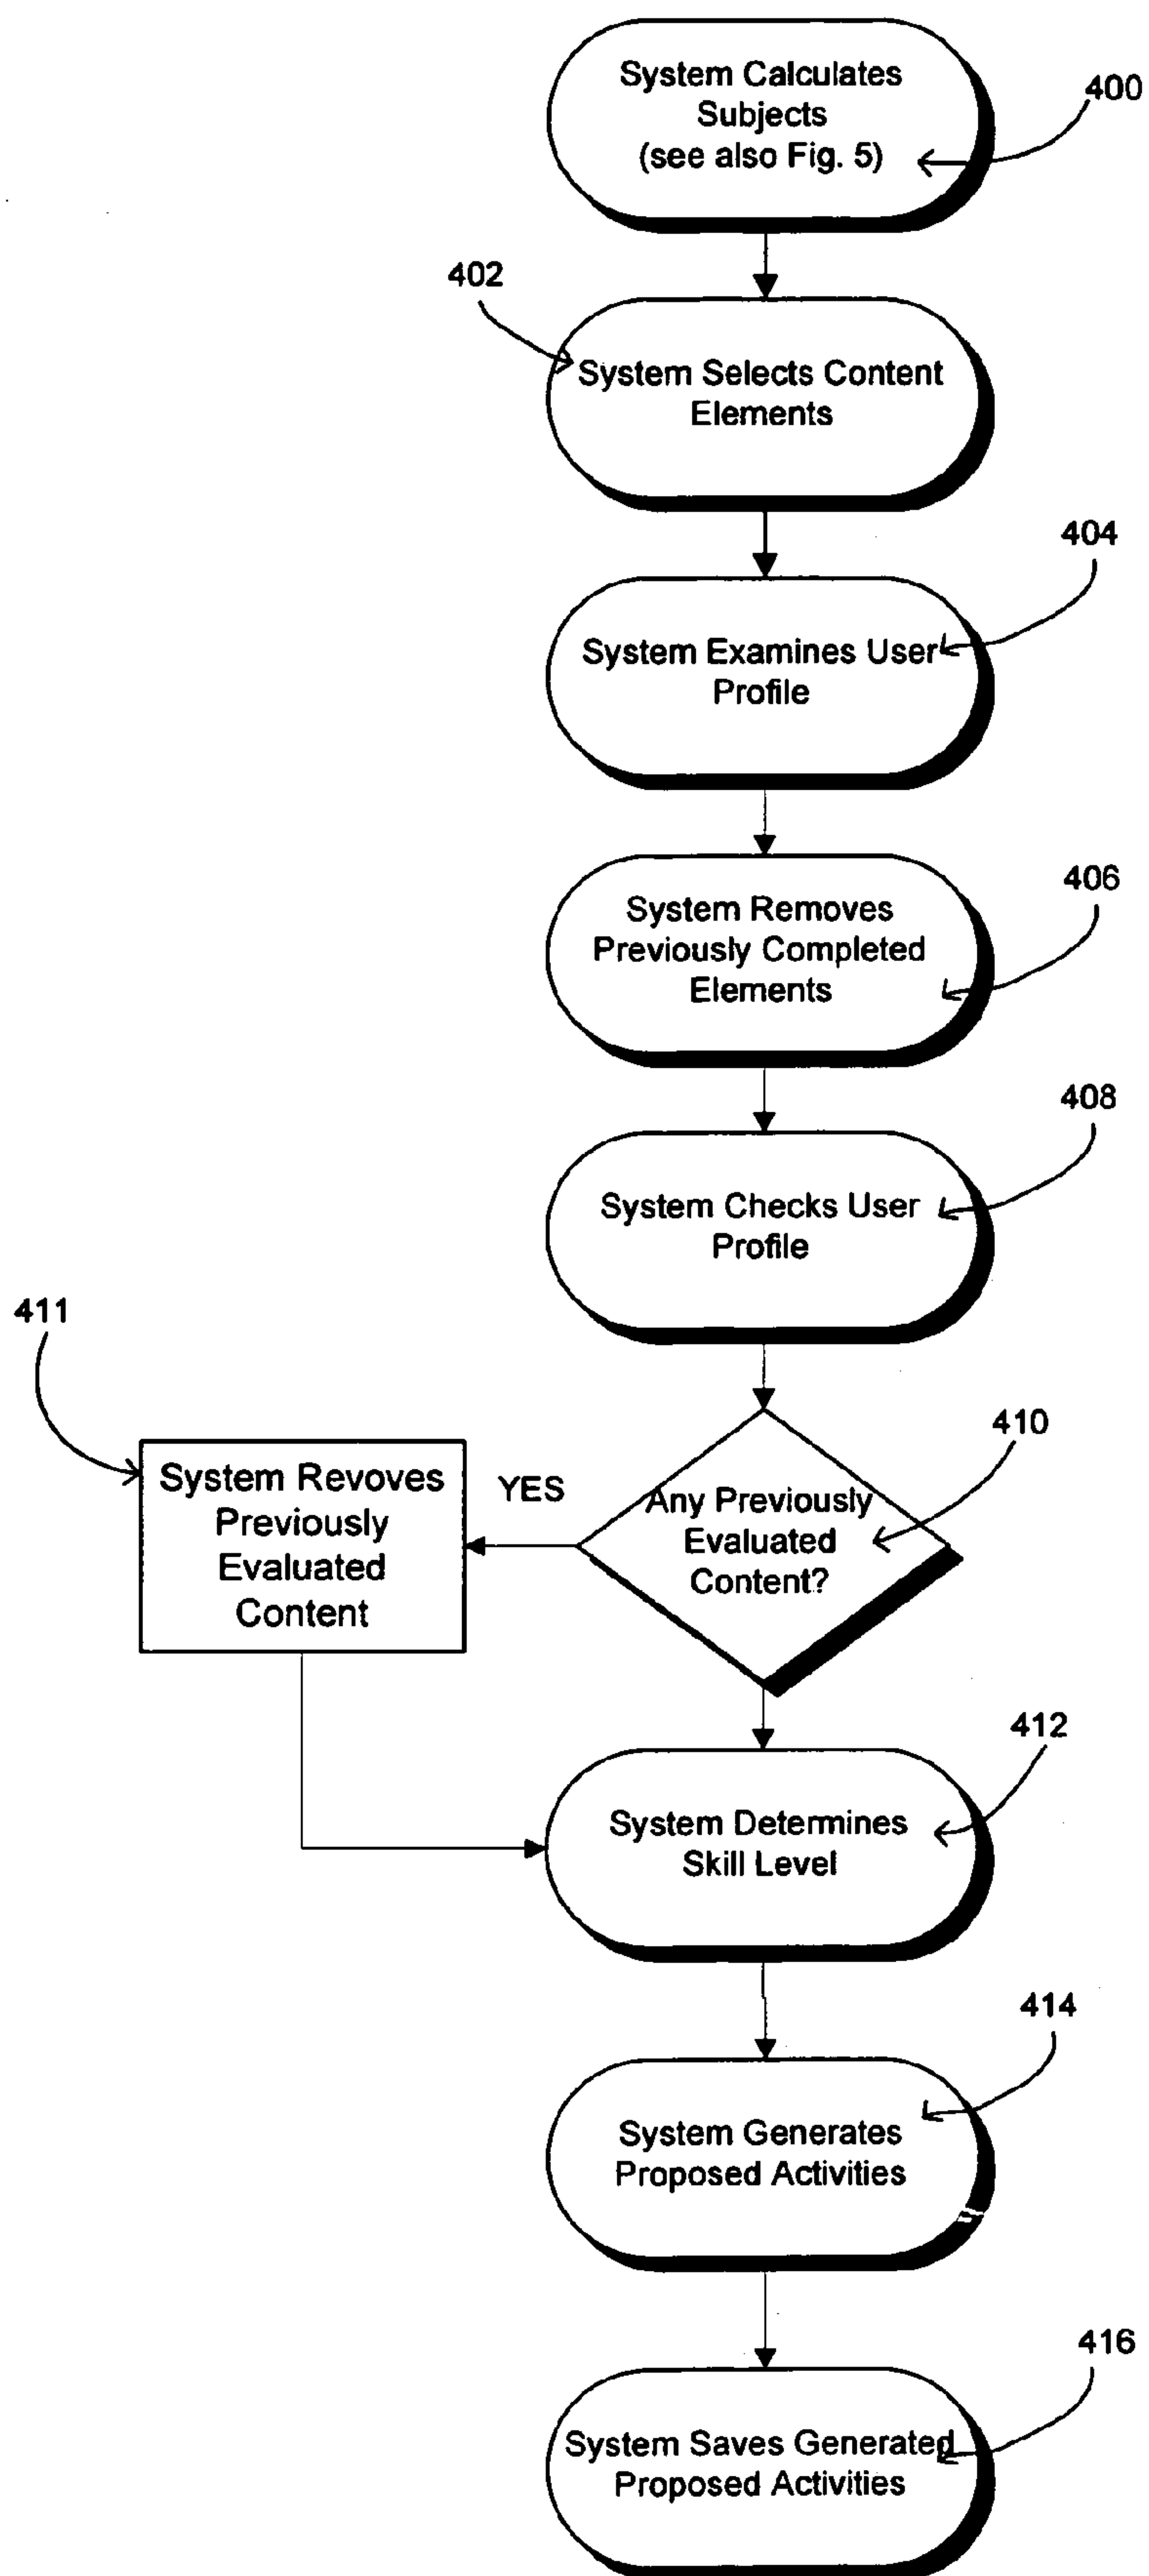 System Calculates
Subjects
(see also Fig. 5)
400
402
System Selects Content
Elements
404
System Examines User
Profile
406
System Removes
Previously Completed
Elements
408
System Checks User
Profile
411
410
System Revoves
Previously
Evaluated
Content
YES
Any Previously
Evaluated
Content?
412
System Determines
Skill Level
414
System Generates
Proposed Activities
416
System Saves Generated
Proposed Activities